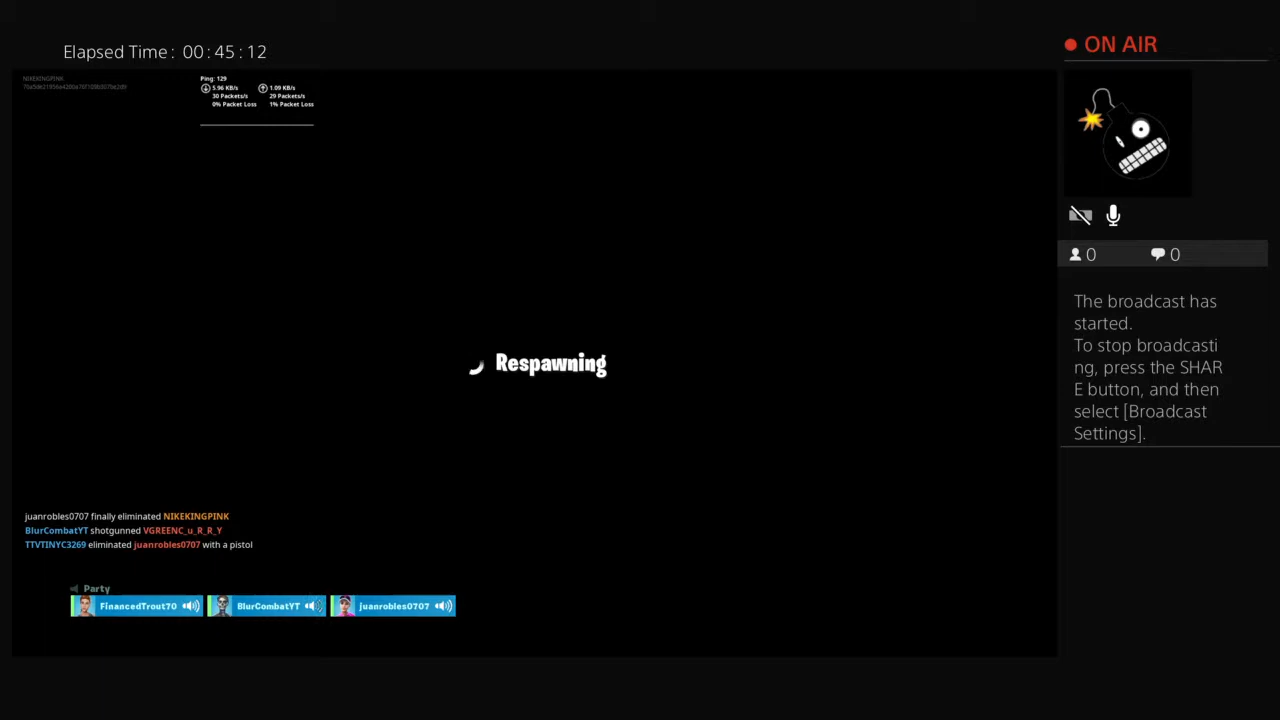 Elapsed Time: 00:45:12
ON AIR
NIKEKINGPINK
Ping: 129
5.96 KB/s 1.09 KB/s
30 Packets/s 29 Packets/s
0% Packet Loss 1% Packet Loss
0 0
The broadcast has
started.
To stop broadcasti
ng, press the SHAR
E button, and then
select [Broadcast
Settings].
Respawning
juanrobles0707 finally eliminated NIKEKINGPINK
BlurCombatYT shotgunned VGREENC_u_R_R_Y
TTVTINYC3269 eliminated juanrobles0707 with a pistol
Party
FinancedTrout70 BlurCombatYT juanrobles0707